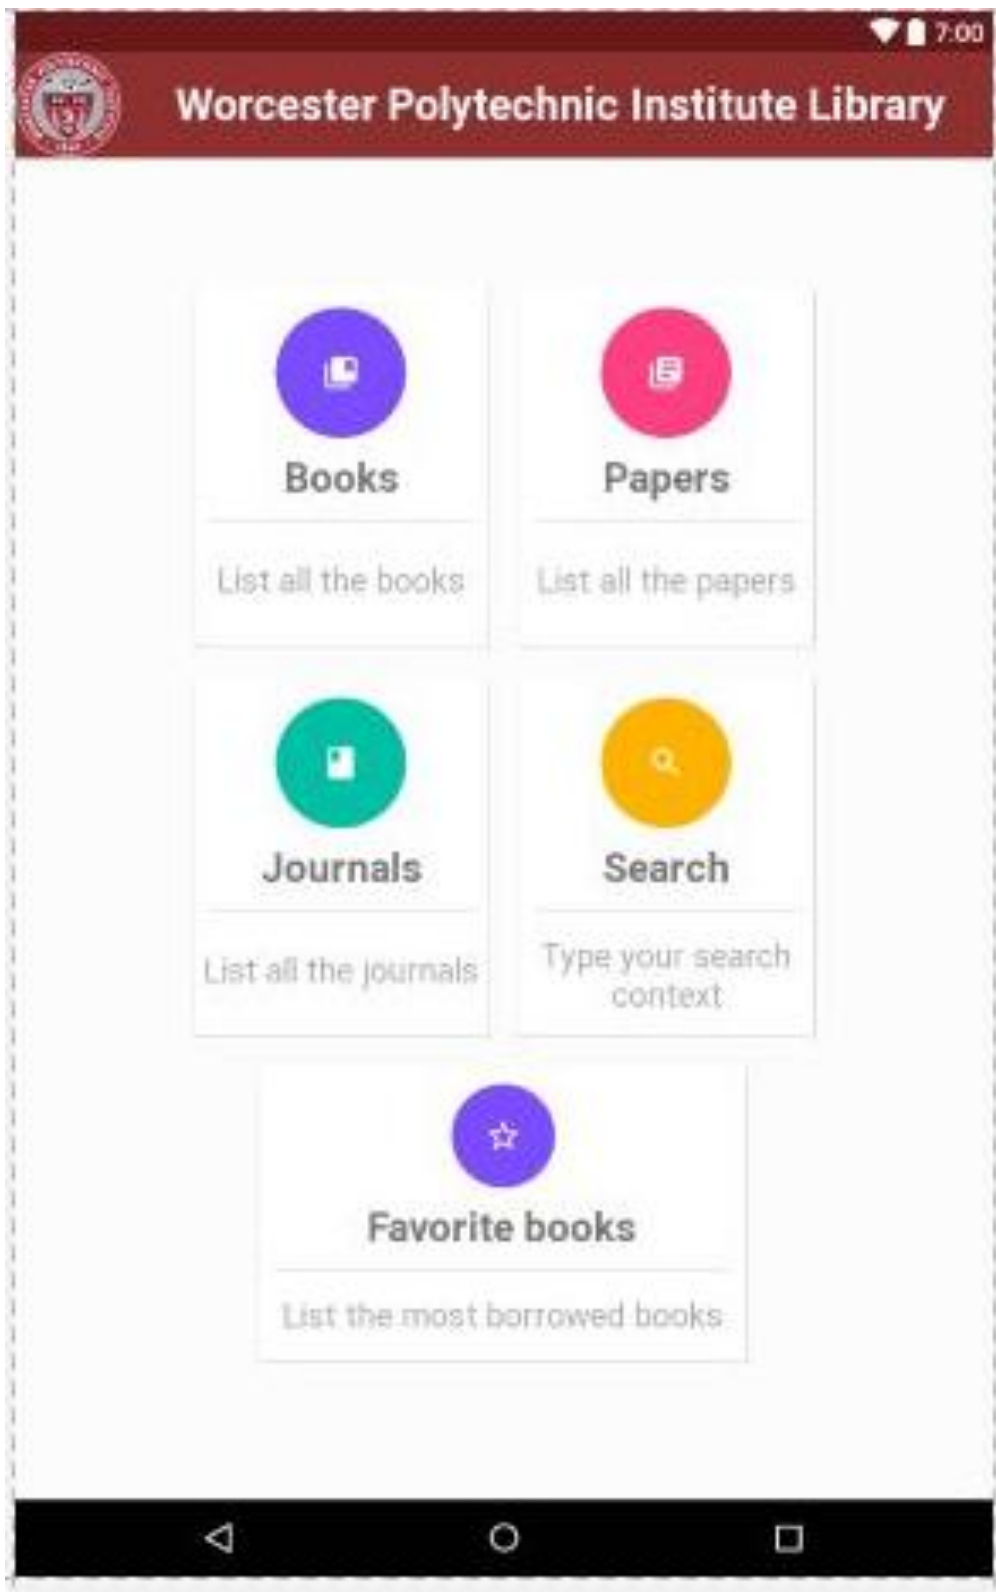 7:00
Worcester Polytechnic Institute Library
Books
List all the books
Papers
List all the papers
Journals
List all the journals
Search
Type your search
context
Favorite books
List the most borrowed books